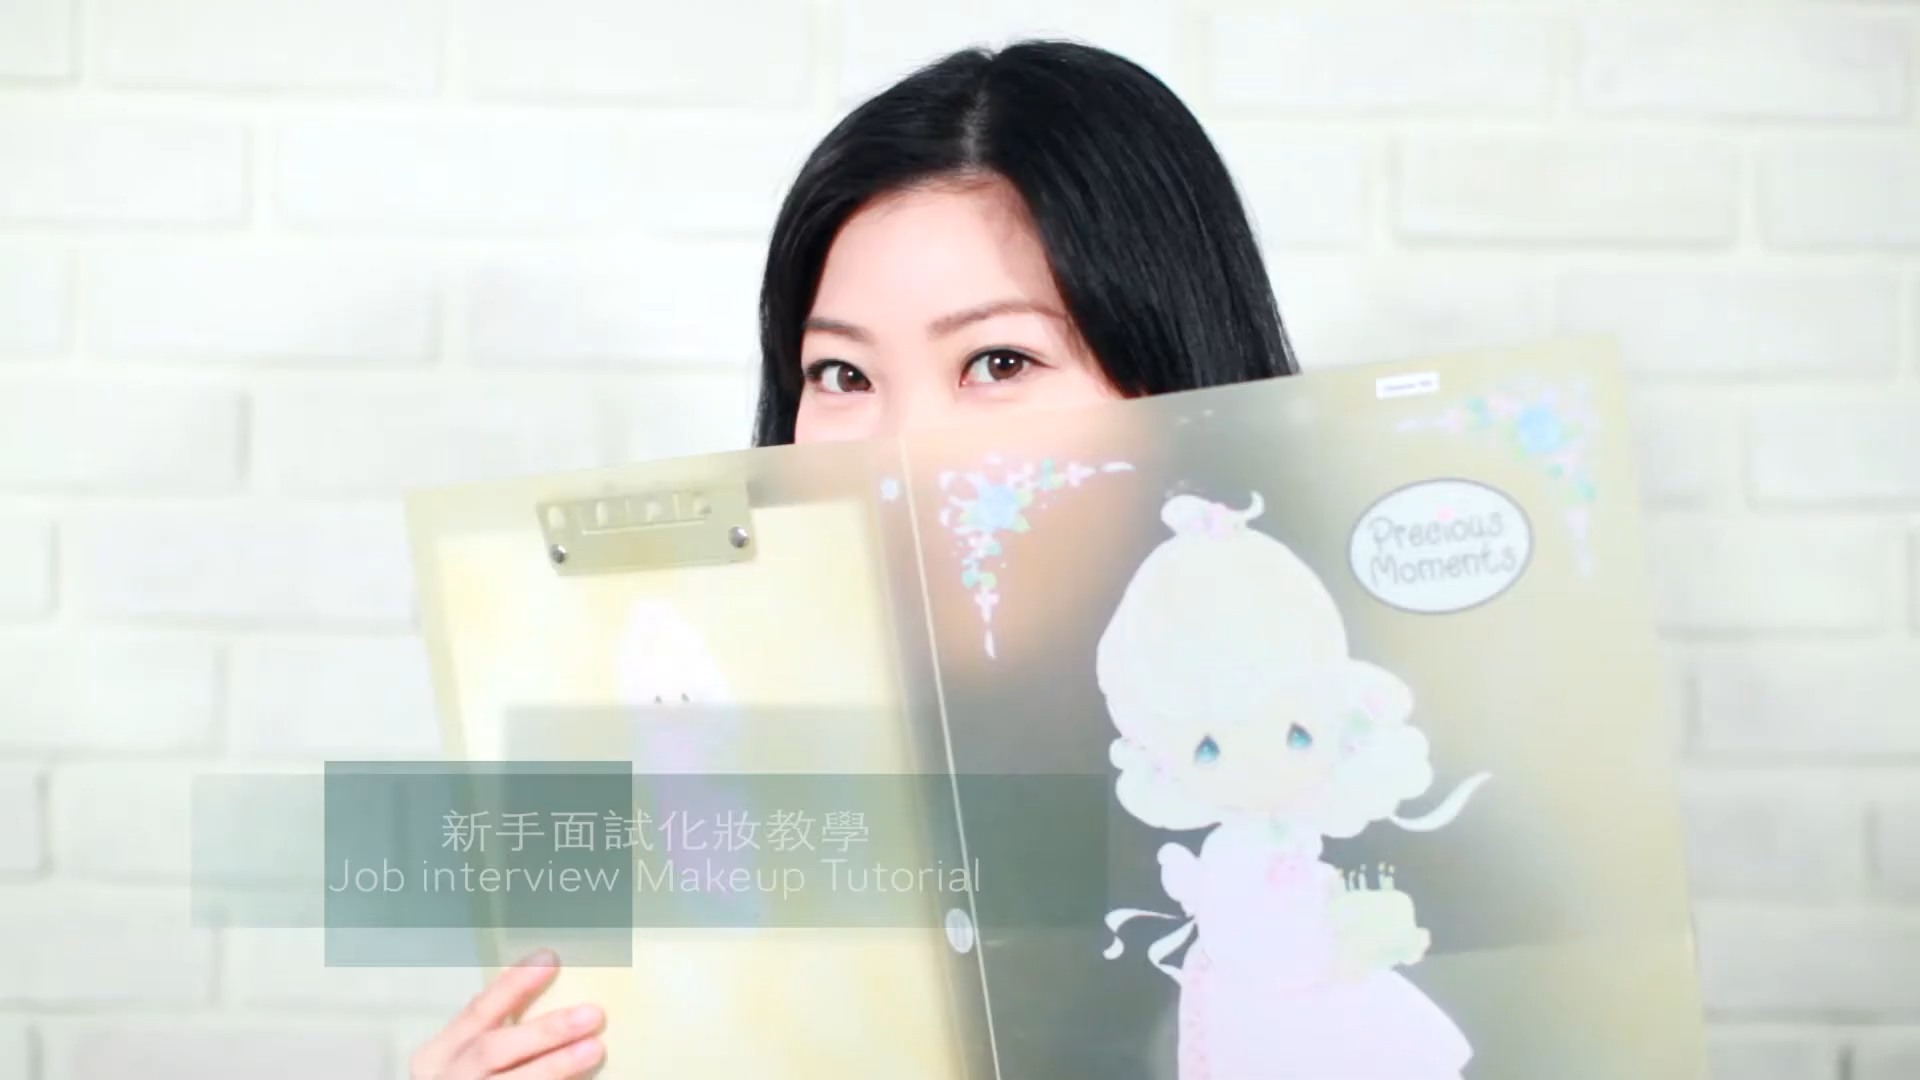 Precious
Moments
新手面試化妝教學
Job interview Makeup Tutorial